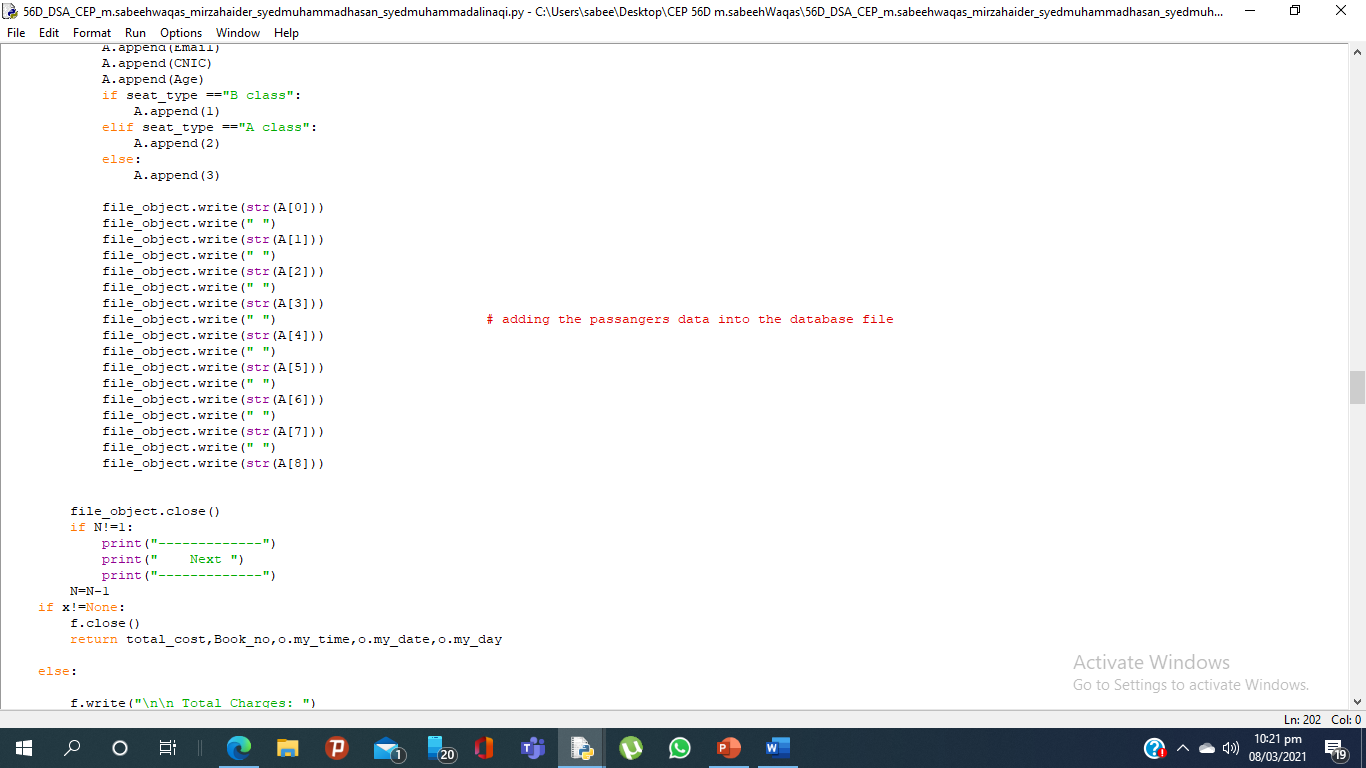 56D_DSA_CEP_m.sabeehwaqas_mirzahaider_syedmuhammadhasan_syedmuhammadalinaqi.py - C:\Users\sabee\Desktop\CEP 56D m.sabeehWaqas\56D_DSA_CEP_m.sabeehwaqas_mirzahaider_syedmuhammadhasan_syedmuh...
File Edit Format Run Options Window Help
A.append(Email)
A.append(CNIC)
A.append(Age)
if seat_type =="B class":
A.append(1)
elif seat_type =="A class":
A.append(2)
else:
A.append(3)
file_object.write(str(A[0]))
file_object.write(" ")
file_object.write(str(A[1]))
file_object.write(" ")
file_object.write(str(A[2]))
file_object.write(" ")
file_object.write(str(A[3]))
file_object.write(" ") # adding the passangers data into the database file
file_object.write(str(A[4]))
file_object.write(" ")
file_object.write(str(A[5]))
file_object.write(" ")
file_object.write(str(A[6]))
file_object.write(" ")
file_object.write(str(A[7]))
file_object.write(" ")
file_object.write(str(A[8]))
file_object.close()
if N!=1:
print("-------------")
print("    Next ")
print("-------------")
N=N-1
if x!=None:
f.close()
return total_cost,Book_no,o.my_time,o.my_date,o.my_day
else:
f.write("\n\n Total Charges: ")
Activate Windows
Go to Settings to activate Windows.
Ln: 202 Col: 0
1
20
10:21 pm
08/03/2021
19